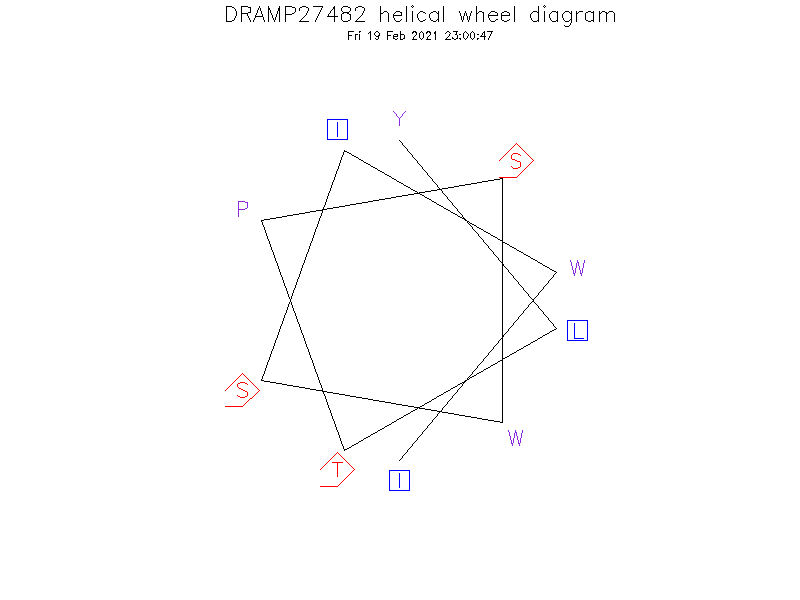 DRAMP27482 helical wheel diagram
Fri 19 Feb 2021 23:00:47
Y
I
S
P
W
L
S
W
T
I